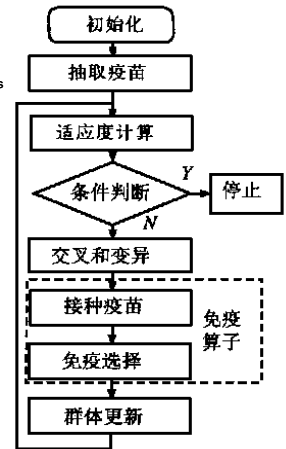 初始化
抽取疫苗
s
适应度计算
条件判断
Y
停止
N
交叉和变异
接种疫苗
免疫
算子
免疫选择
群体更新